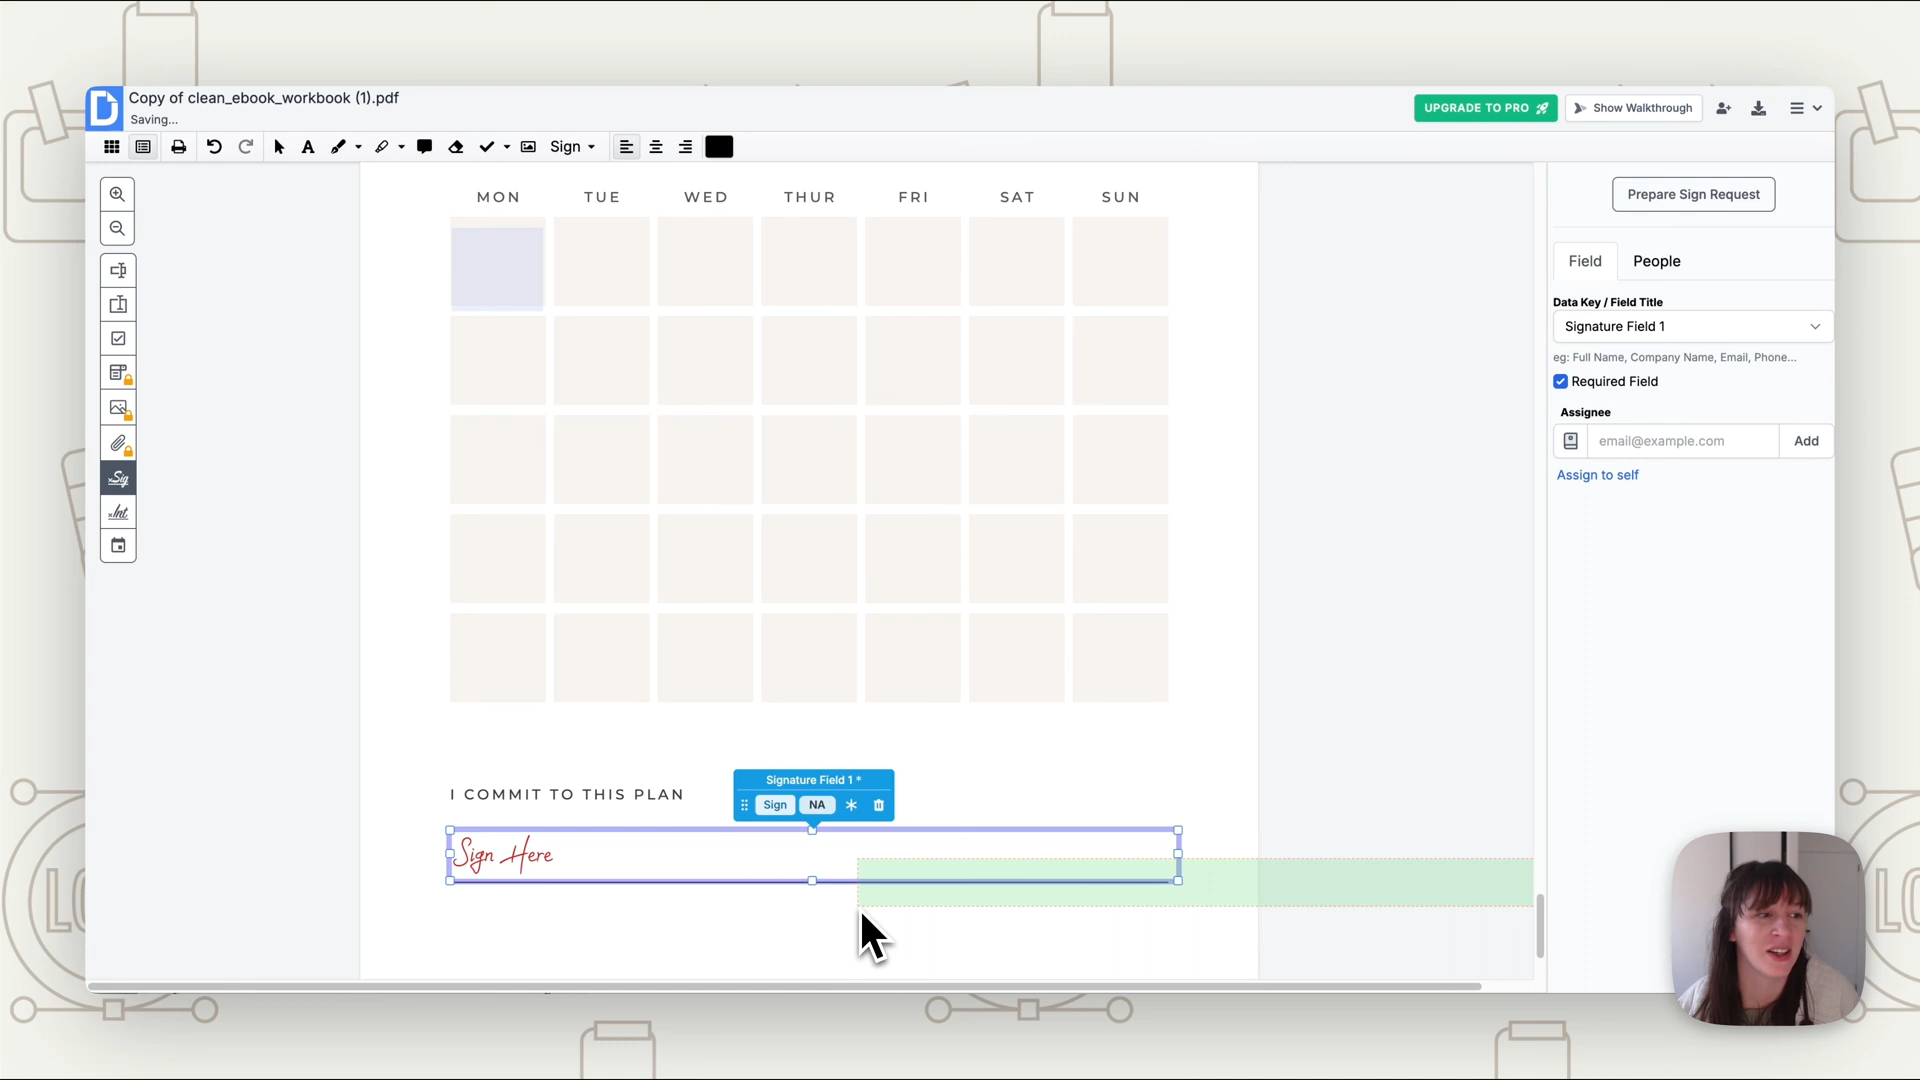 Copy of clean_ebook_workbook (1).pdf
Saving...
UPGRADE TO PRO
Show Walkthrough
A
Sign
MON TUE WED THUR FRI SAT SUN
Prepare Sign Request
Field People
Data Key / Field Title
Signature Field 1
eg: Full Name, Company Name, Email, Phone...
Required Field
Assignee
email@example.com Add
Assign to self
Sig
Int
I COMMIT TO THIS PLAN
Signature Field 1 *
Sign NA
Sign Here